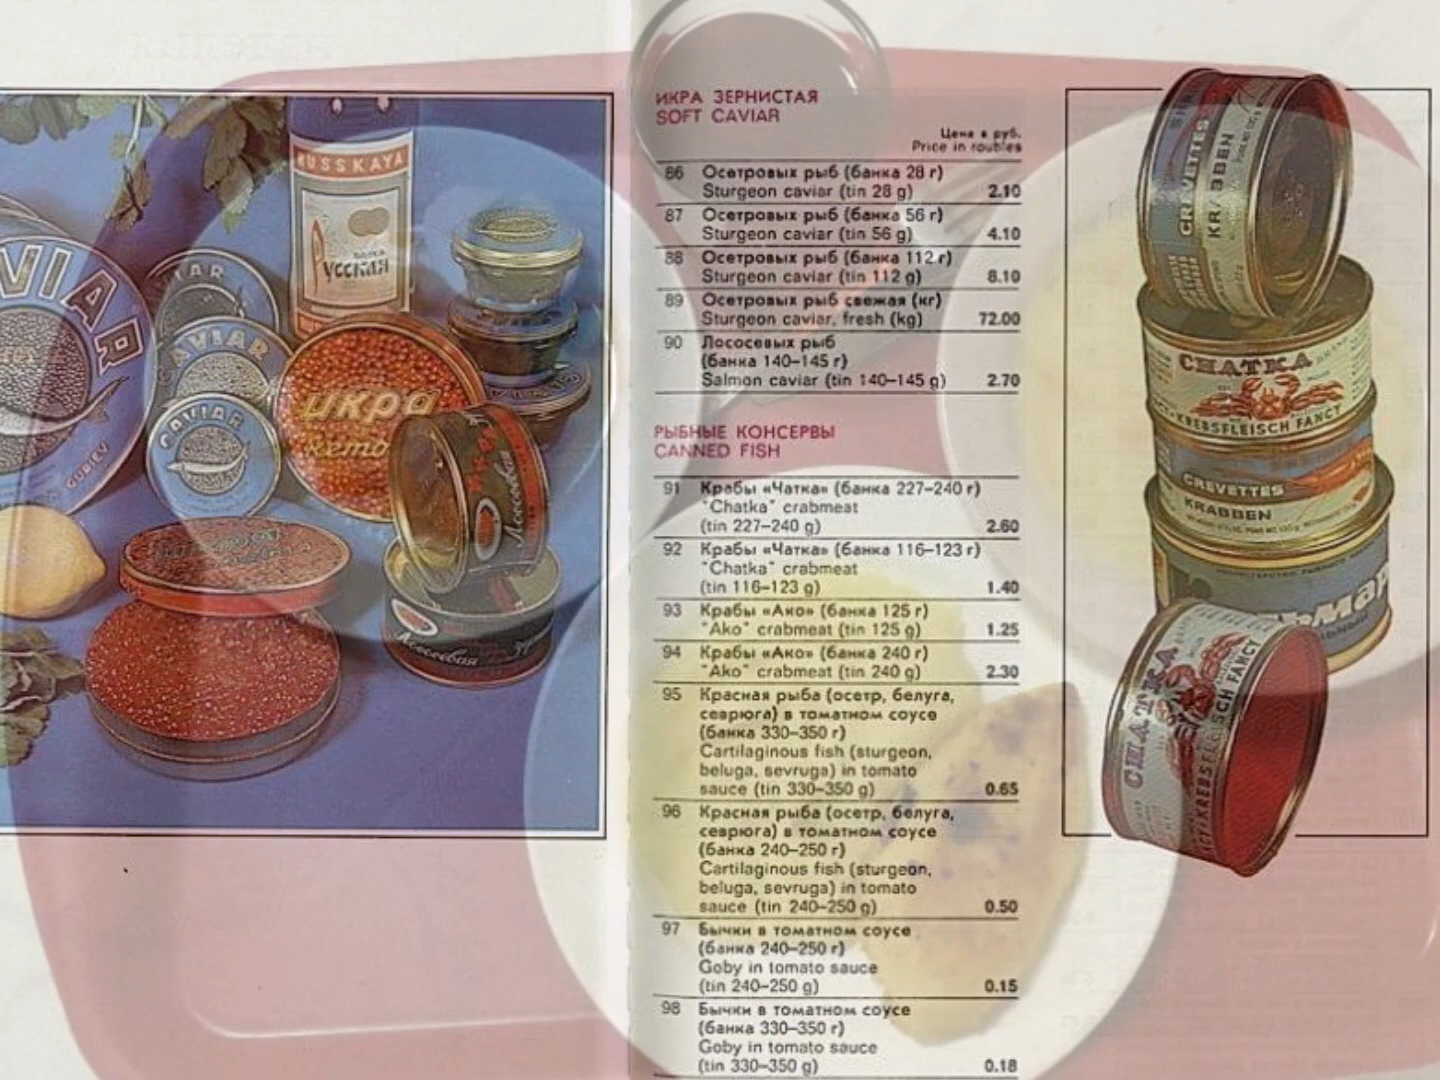 RUSSKAYA
Русская
VIAR
GURIEV
CAVIAR
CAVIAR
икра
Лососевая
Лососевая
ИКРА ЗЕРНИСТАЯ
SOFT CAVIAR
Цена в руб.
Price in roubles
86 Осетровых рыб (банка 28 г)
Sturgeon caviar (tin 28 g) 2.10
87 Осетровых рыб (банка 56 г)
Sturgeon caviar (tin 56 g) 4.10
88 Осетровых рыб (банка 112 г)
Sturgeon caviar (tin 112 g) 8.10
89 Осетровых рыб свежая (кг)
Sturgeon caviar, fresh (kg) 72.00
90 Лососевых рыб
(банка 140–145 г)
Salmon caviar (tin 140–145 g) 2.70
РЫБНЫЕ КОНСЕРВЫ
CANNED FISH
91 Крабы «Чатка» (банка 227–240 г)
"Chatka" crabmeat
(tin 227–240 g) 2.60
92 Крабы «Чатка» (банка 116–123 г)
"Chatka" crabmeat
(tin 116–123 g) 1.40
93 Крабы «Ако» (банка 125 г)
"Ako" crabmeat (tin 125 g) 1.25
94 Крабы «Ако» (банка 240 г)
"Ako" crabmeat (tin 240 g) 2.30
95 Красная рыба (осетр, белуга,
севрюга) в томатном соусе
(банка 330–350 г)
Cartilaginous fish (sturgeon,
beluga, sevruga) in tomato
sauce (tin 330–350 g) 0.65
96 Красная рыба (осетр, белуга,
севрюга) в томатном соусе
(банка 240–250 г)
Cartilaginous fish (sturgeon,
beluga, sevruga) in tomato
sauce (tin 240–250 g) 0.50
97 Бычки в томатном соусе
(банка 240–250 г)
Goby in tomato sauce
(tin 240–250 g) 0.15
98 Бычки в томатном соусе
(банка 330–350 г)
Goby in tomato sauce
(tin 330–350 g) 0.18
CREVETTES
KRABBEN
CHATKA
KREBSFLEISCH FANCY
CREVETTES
KRABBEN
ьмар
CHATKA
KREBSFLEISCH FANCY